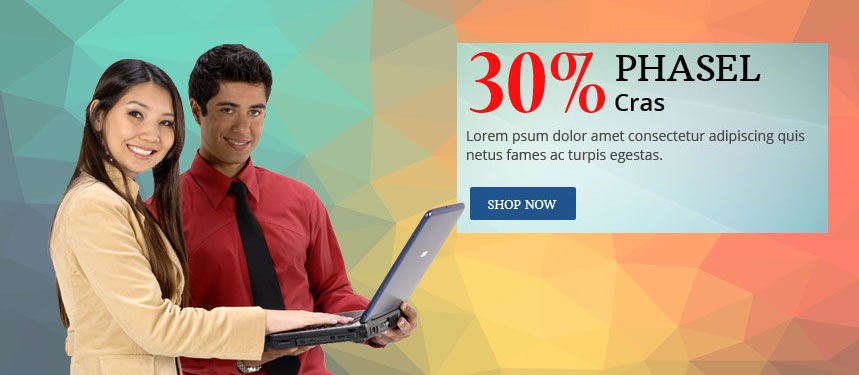 30% PHASEL
Cras
Lorem psum dolor amet consectetur adipiscing quis
netus fames ac turpis egestas.
SHOP NOW